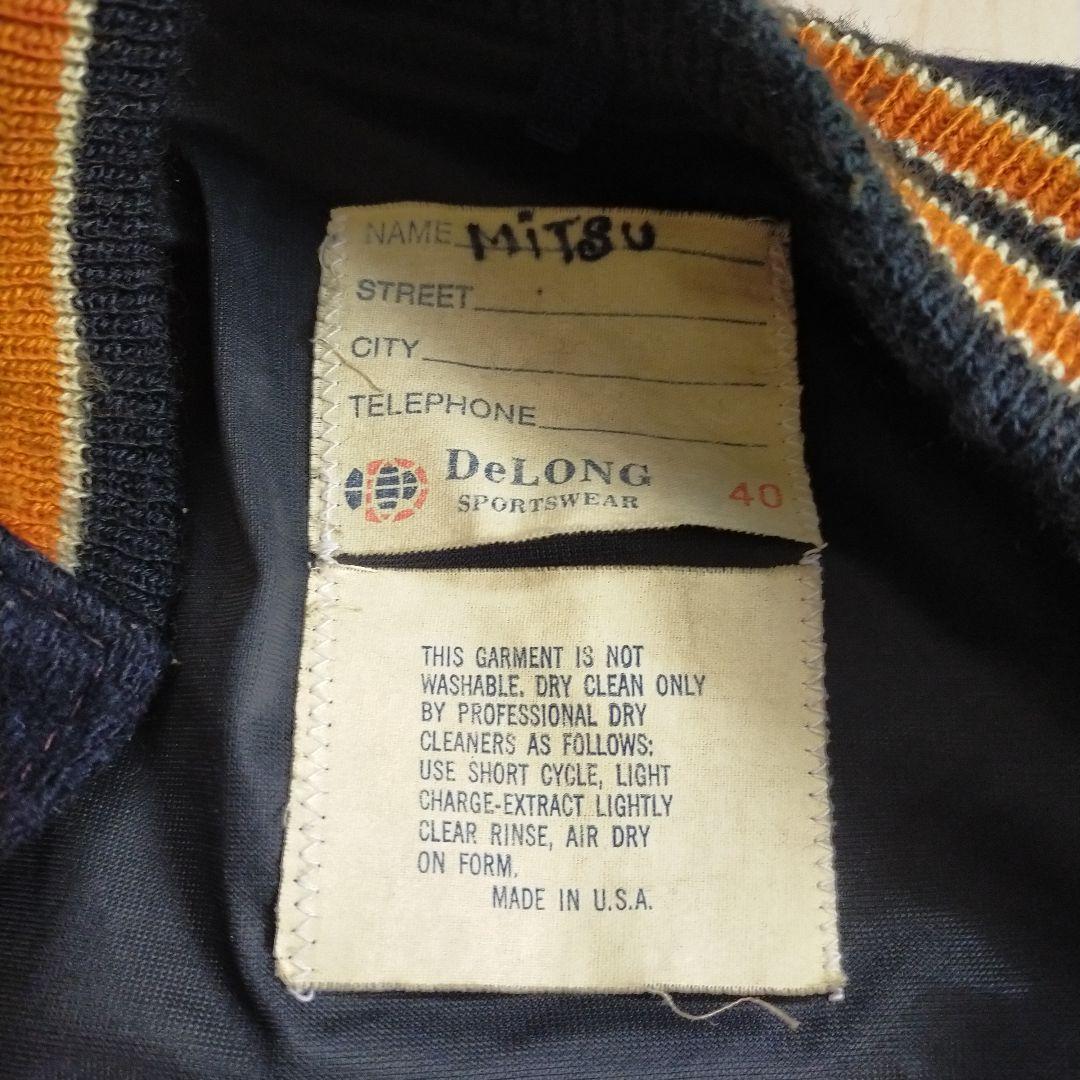 NAME MiTSU
STREET
CITY
TELEPHONE
DeLONG
SPORTSWEAR 40
THIS GARMENT IS NOT
WASHABLE. DRY CLEAN ONLY
BY PROFESSIONAL DRY
CLEANERS AS FOLLOWS:
USE SHORT CYCLE, LIGHT
CHARGE-EXTRACT LIGHTLY
CLEAR RINSE, AIR DRY
ON FORM.
MADE IN U.S.A.